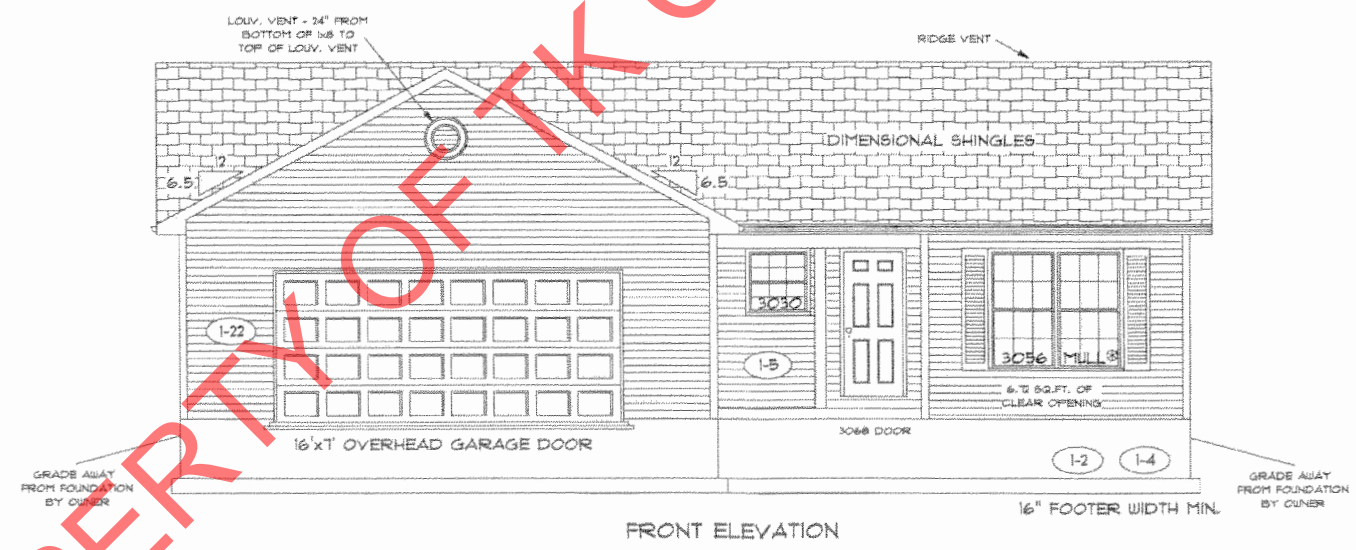 LOUV. VENT - 24" FROM
BOTTOM OF 1x8 TO
TOP OF LOUV. VENT
RIDGE VENT
DIMENSIONAL SHINGLES
12
6.5
12
6.5
3030
1-22
1-5
3056 MULL
SQ.FT. OF
CLEAR OPENING
3068 DOOR
16'x7' OVERHEAD GARAGE DOOR
1-2
1-4
GRADE AWAY
FROM FOUNDATION
BY OWNER
GRADE AWAY
FROM FOUNDATION
BY OWNER
16" FOOTER WIDTH MIN.
FRONT ELEVATION
PERTY OF TK